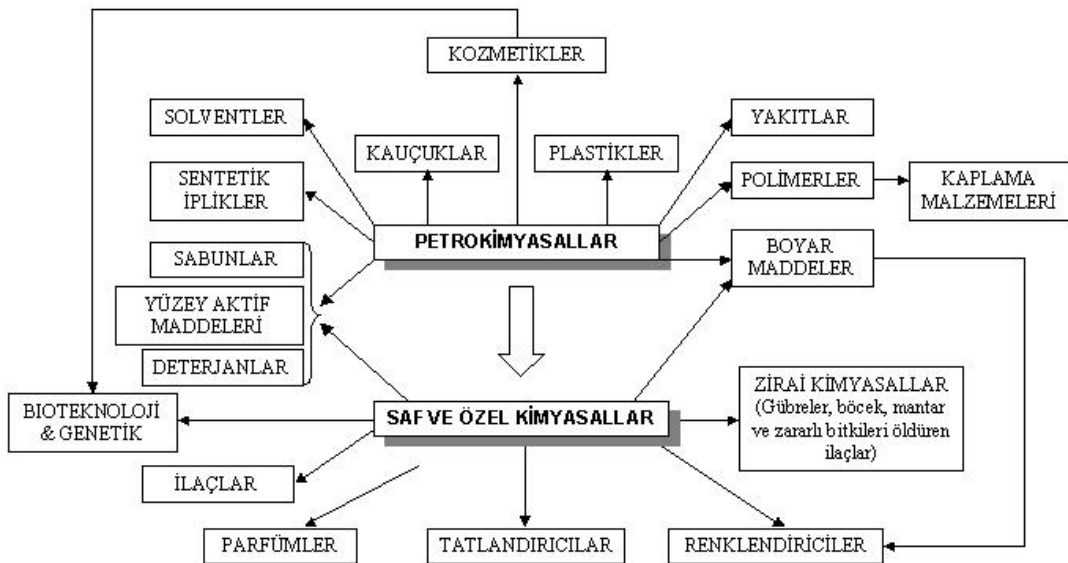 KOZMETİKLER
SOLVENTLER
YAKITLAR
KAUÇUKLAR
PLASTİKLER
SENTETİK
İPLİKLER
POLİMERLER
KAPLAMA
MALZEMELERİ
PETROKİMYASALLAR
BOYAR
MADDELER
SABUNLAR
YÜZEY AKTİF
MADDELERİ
DETERJANLAR
ZİRAİ KİMYASALLAR
(Gübreler, böcek, mantar
ve zararlı bitkileri öldüren
ilaçlar)
BIOTEKNOLOJİ
& GENETİK
SAF VE ÖZEL KİMYASALLAR
İLAÇLAR
PARFÜMLER
TATLANDIRICILAR
RENKLENDİRİCİLER